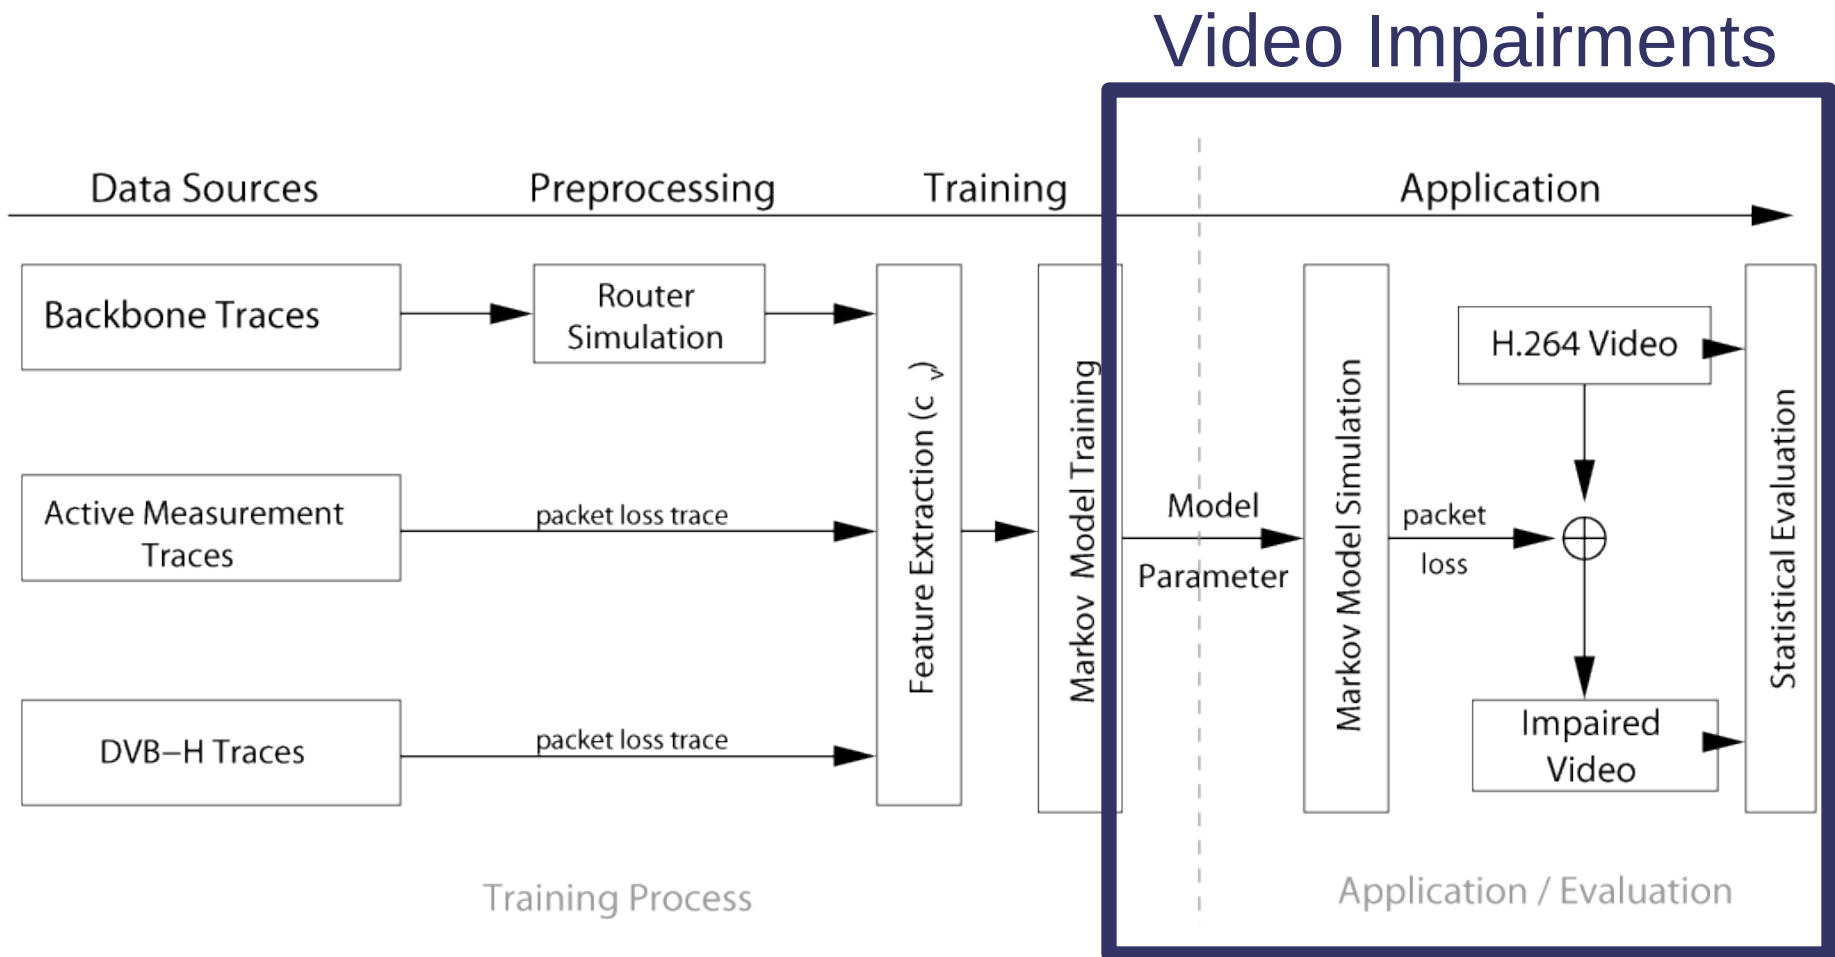 Video Impairments
Data Sources
Preprocessing
Training
Application
Backbone Traces
Router
Simulation
Active Measurement
Traces
packet loss trace
DVB–H Traces
packet loss trace
Feature Extraction (c v)
Markov Model Training
Model
Parameter
Markov Model Simulation
packet
loss
H.264 Video
Impaired
Video
Statistical Evaluation
Training Process
Application / Evaluation